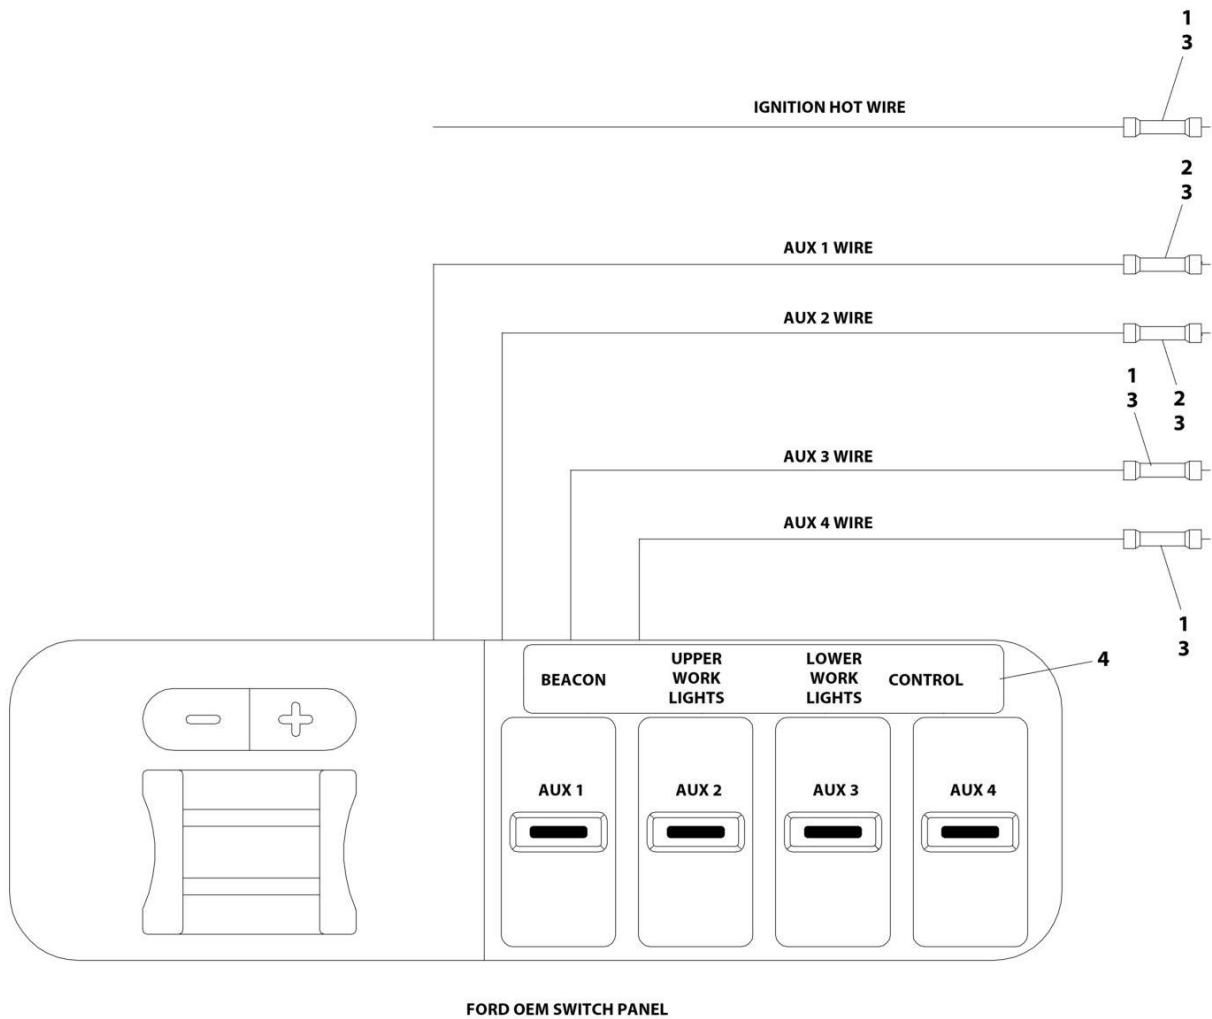 1
3
IGNITION HOT WIRE
2
3
AUX 1 WIRE
AUX 2 WIRE
1
3
2
3
AUX 3 WIRE
AUX 4 WIRE
1
3
4
BEACON
UPPER
WORK
LIGHTS
LOWER
WORK
LIGHTS
CONTROL
AUX 1
AUX 2
AUX 3
AUX 4
FORD OEM SWITCH PANEL